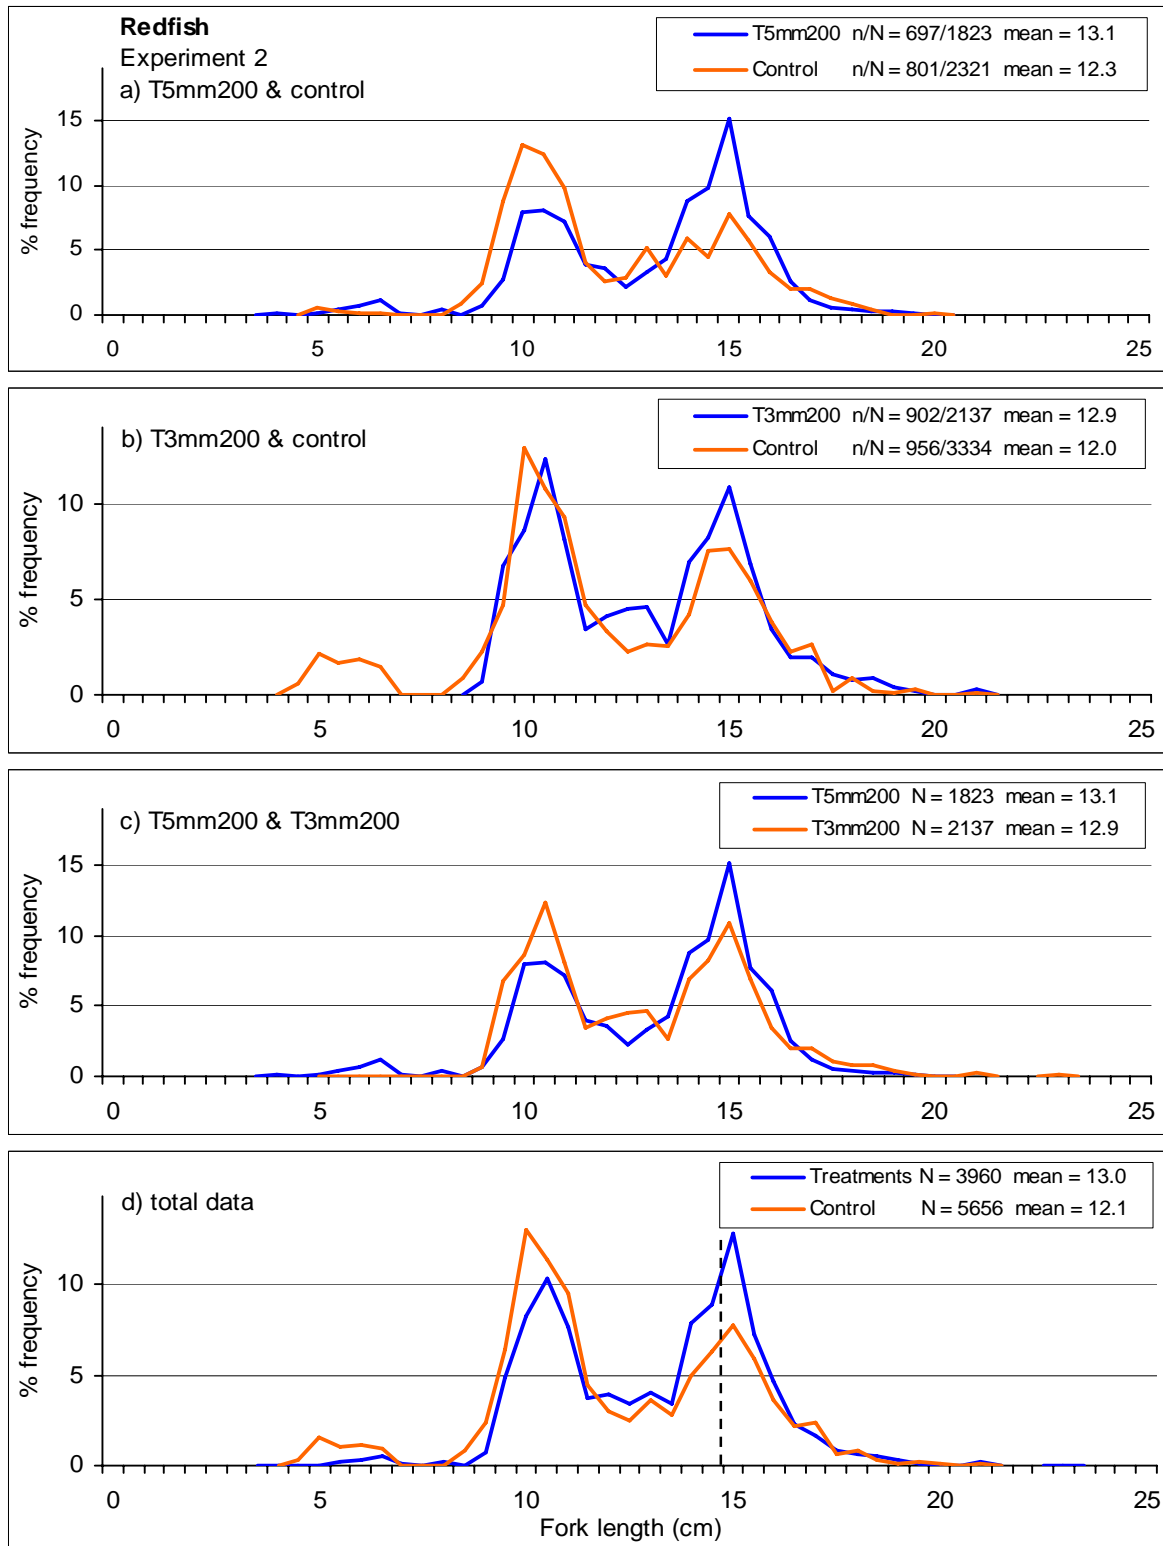 Redfish
Experiment 2
a) T5mm200 & control
T5mm200 n/N = 697/1823 mean = 13.1
Control n/N = 801/2321 mean = 12.3
% frequency
15
10
5
0
0 5 10 15 20 25
b) T3mm200 & control
T3mm200 n/N = 902/2137 mean = 12.9
Control n/N = 956/3334 mean = 12.0
% frequency
10
5
0
0 5 10 15 20 25
c) T5mm200 & T3mm200
T5mm200 N = 1823 mean = 13.1
T3mm200 N = 2137 mean = 12.9
% frequency
15
10
5
0
0 5 10 15 20 25
d) total data
Treatments N = 3960 mean = 13.0
Control N = 5656 mean = 12.1
% frequency
10
5
0
0 5 10 15 20 25
Fork length (cm)